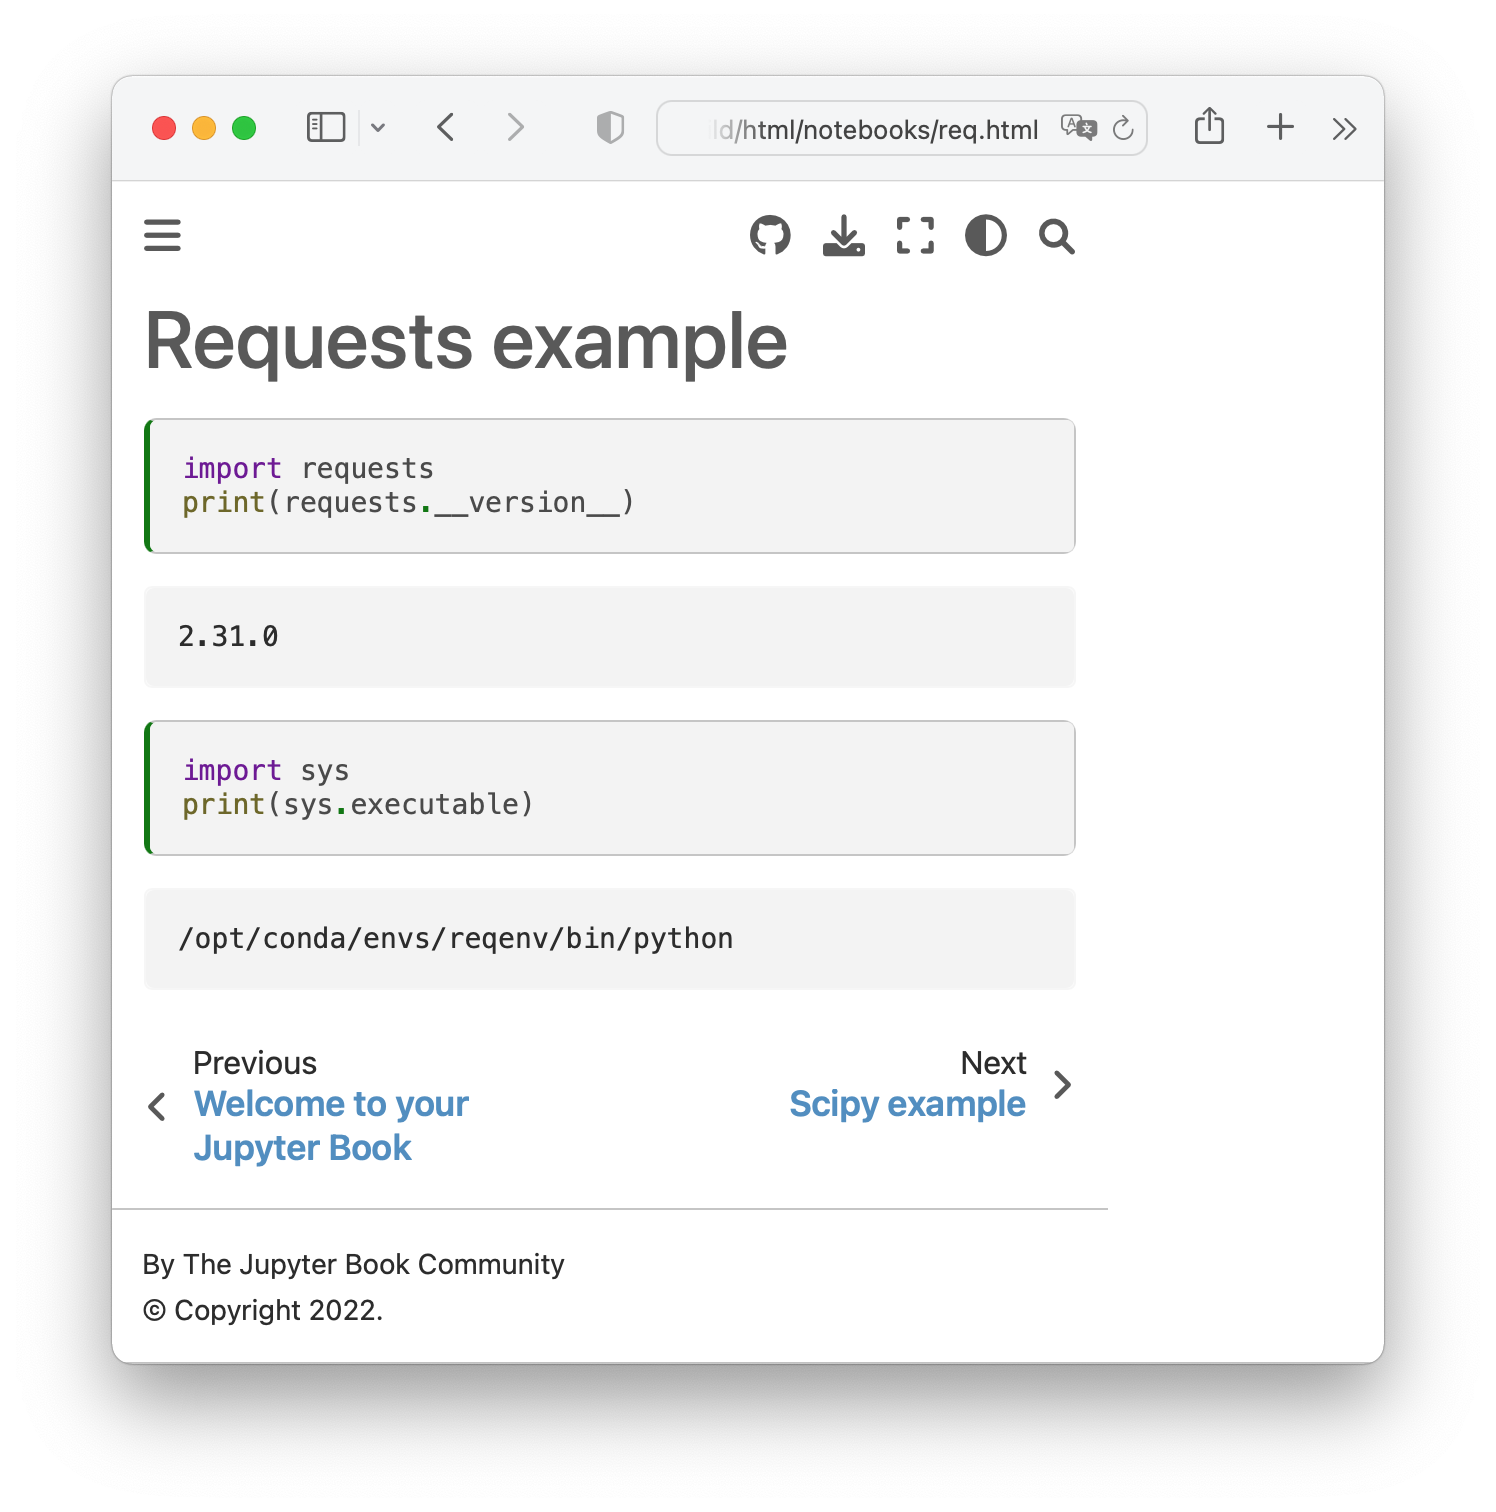 ld/html/notebooks/req.html
Requests example
import requests
print(requests.__version__)
2.31.0
import sys
print(sys.executable)
/opt/conda/envs/reqenv/bin/python
Previous
Welcome to your
Jupyter Book
Next
Scipy example
By The Jupyter Book Community
© Copyright 2022.